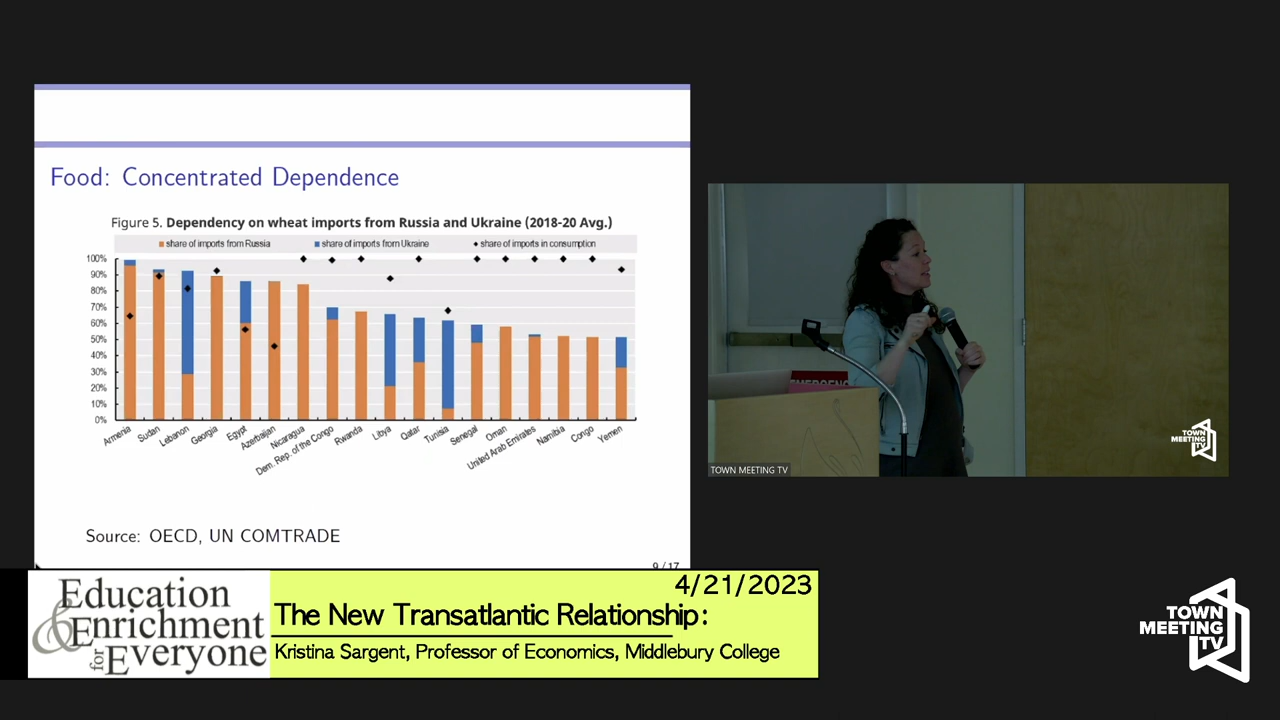 Food: Concentrated Dependence
Figure 5. Dependency on wheat imports from Russia and Ukraine (2018-20 Avg.)
share of imports from Russia share of imports from Ukraine share of imports in consumption
100%
90%
80%
70%
60%
50%
40%
30%
20%
10%
0%
Armenia
Sudan
Lebanon
Georgia
Egypt
Azerbaijan
Nicaragua
Dem. Rep. of the Congo
Rwanda
Libya
Qatar
Tunisia
Senegal
Oman
United Arab Emirates
Namibia
Congo
Yemen
Source: OECD, UN COMTRADE
9 / 17
EMERGENC
TOWN
MEETING
TV
TOWN MEETING TV
Education
& Enrichment
for Everyone
4/21/2023
The New Transatlantic Relationship:
Kristina Sargent, Professor of Economics, Middlebury College
TOWN
MEETING
TV